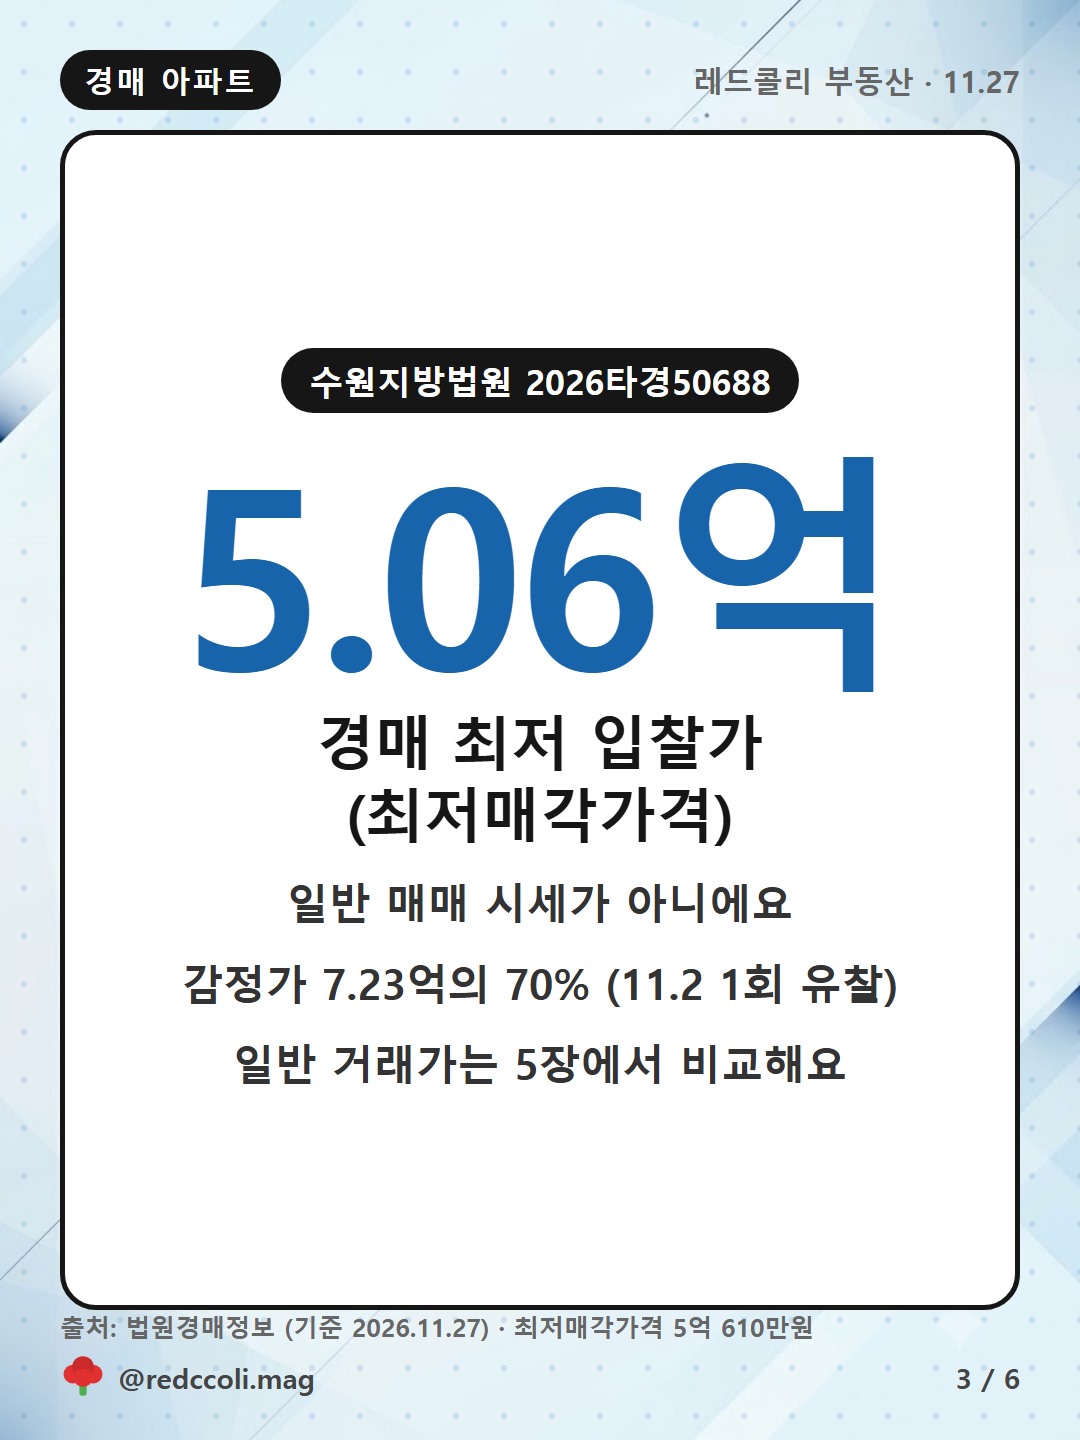 경매 아파트
레드콜리 부동산 · 11.27
수원지방법원 2026타경50688
5.06억
경매 최저 입찰가
(최저매각가격)
일반 매매 시세가 아니에요
감정가 7.23억의 70% (11.2 1회 유찰)
일반 거래가는 5장에서 비교해요
출처: 법원경매정보 (기준 2026.11.27) · 최저매각가격 5억 610만원
@redccoli.mag
3 / 6